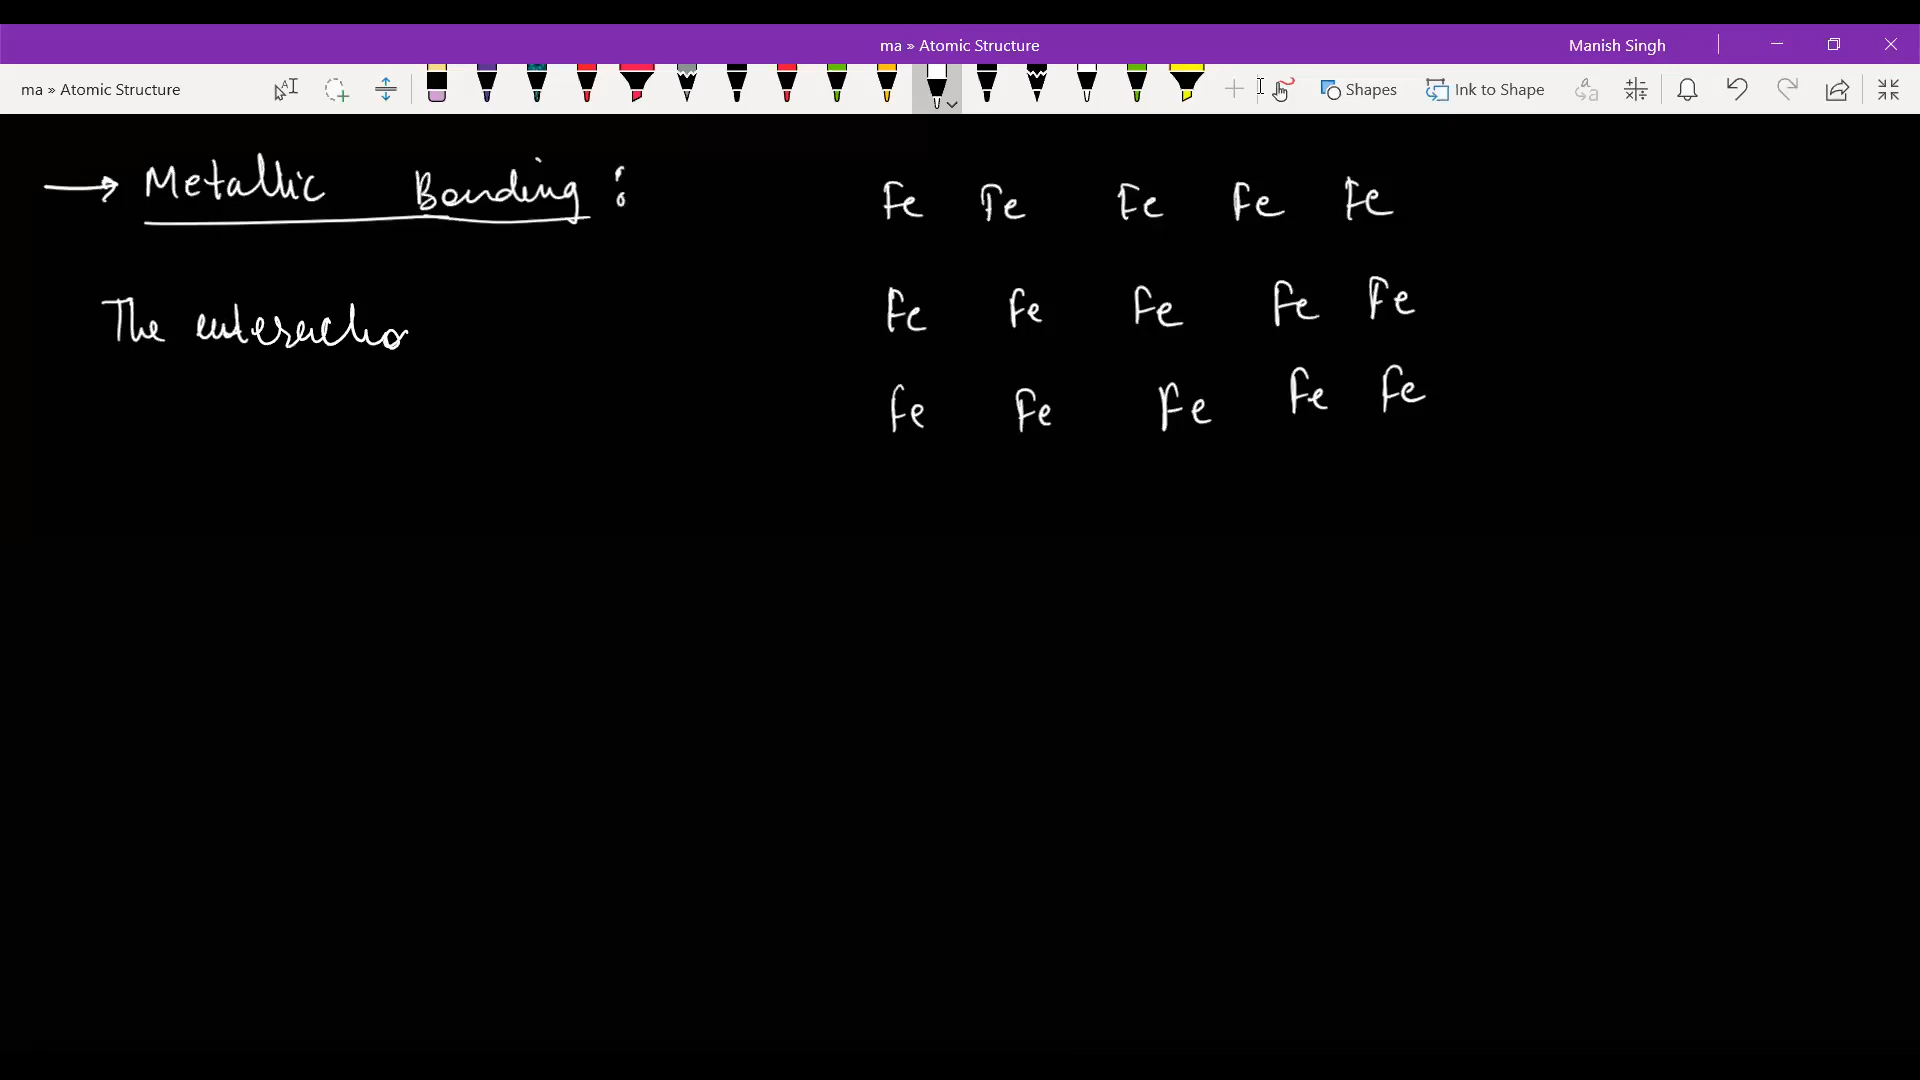 ma » Atomic Structure
Manish Singh
ma » Atomic Structure
Shapes
Ink to Shape
→ Metallic Bonding :
The interactio
Fe Fe Fe Fe Fe
Fe Fe Fe Fe Fe
Fe Fe Fe Fe Fe